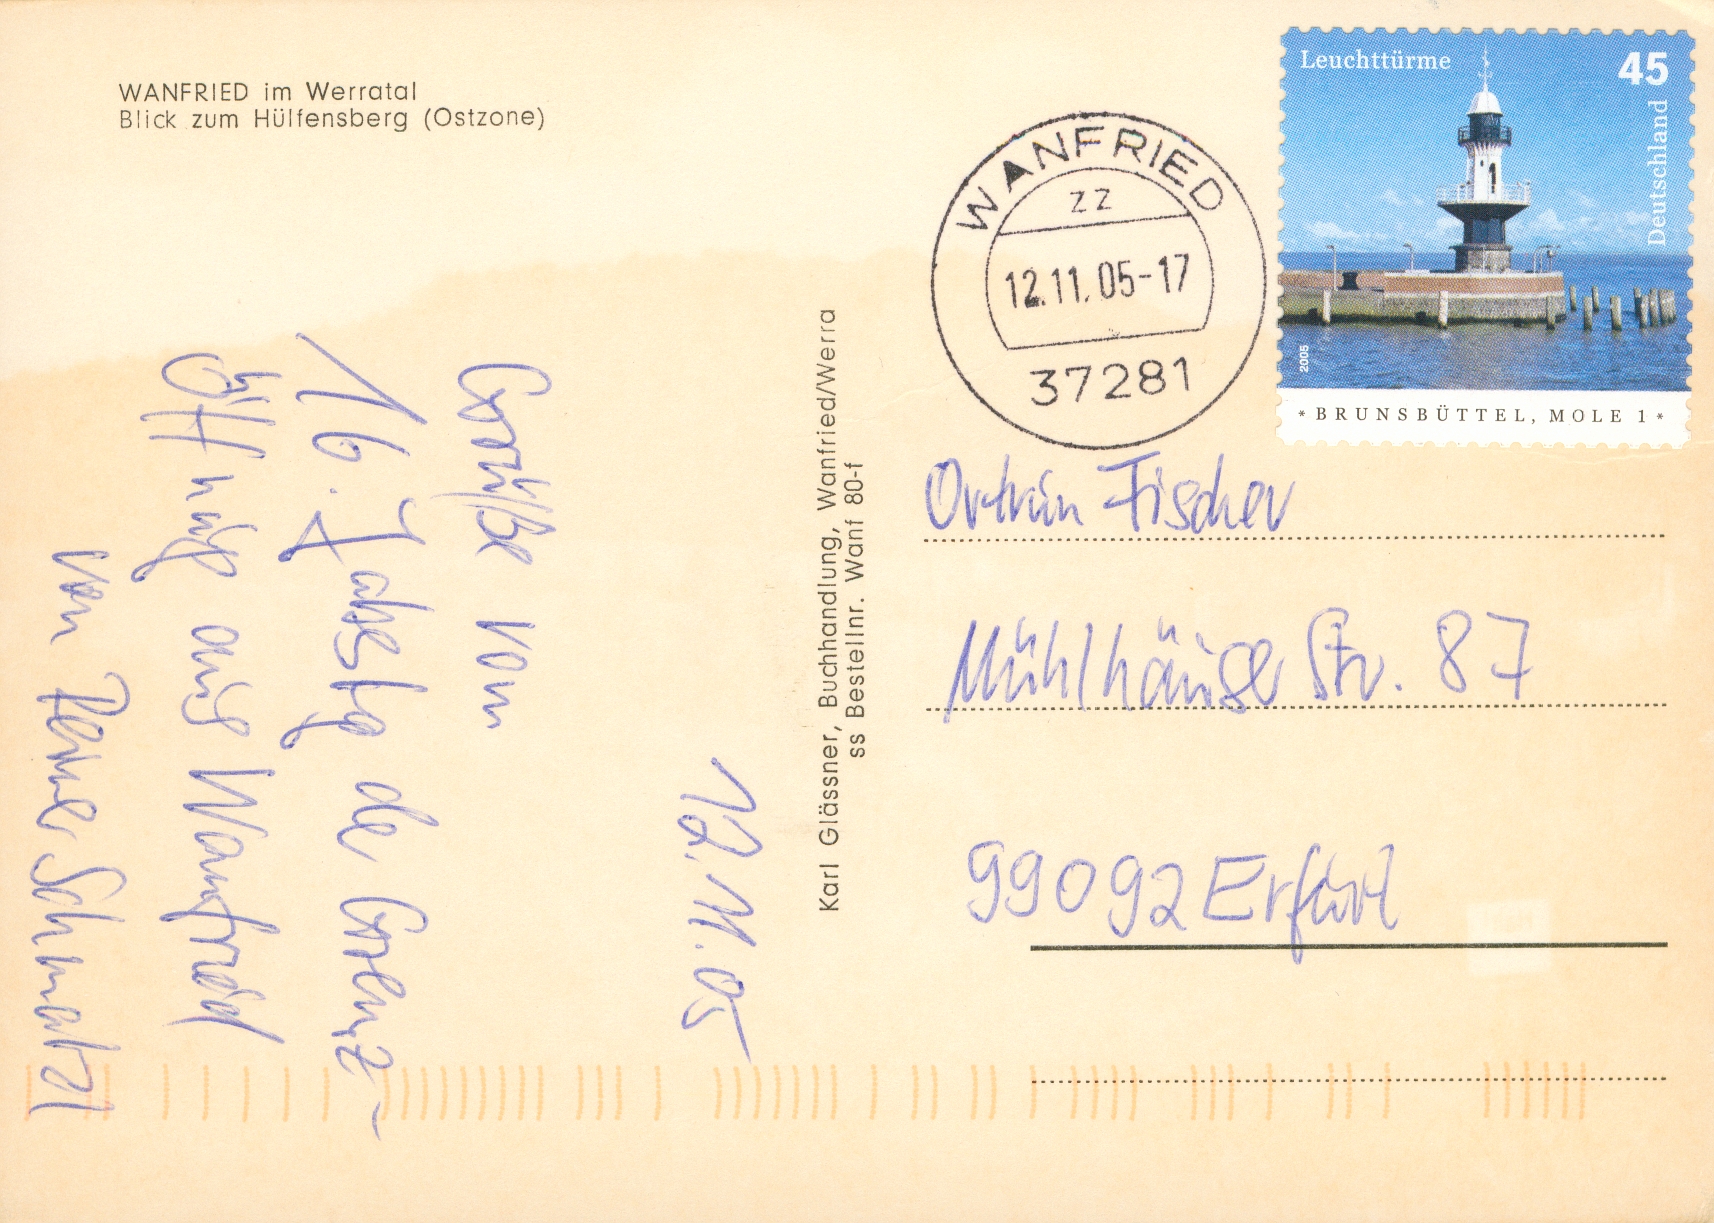 WANFRIED im Werratal
Blick zum Hülfensberg (Ostzone)
12.11.05
Grüße vom
16. Jahrestg der Grenz-
öffnung aus Wanfried
von Schmalzl
Karl Glässner, Buchhandlung, Wanfried/Werra
ss Bestellnr. Wanf 80-f
WANFRIED
zz
12.11.05-17
37281
Leuchttürme
45
Deutschland
2005
* BRUNSBÜTTEL, MOLE 1 *
Ortrun Fischer
Mühlhäuser Str. 87
99092 Erfurt